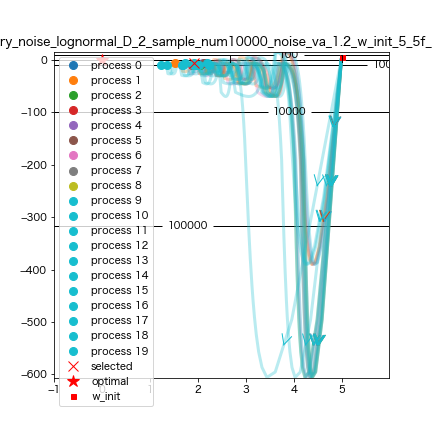 ry_noise_lognormal_D_2_sample_num10000_noise_va_1.2_w_init_5_5f_
0
−100
−200
−300
−400
−500
−600
2
3
4
5
100
100
10000
100000
process 0
process 1
process 2
process 3
process 4
process 5
process 6
process 7
process 8
process 9
process 10
process 11
process 12
process 13
process 14
process 15
process 16
process 17
process 18
process 19
selected
optimal
w_init